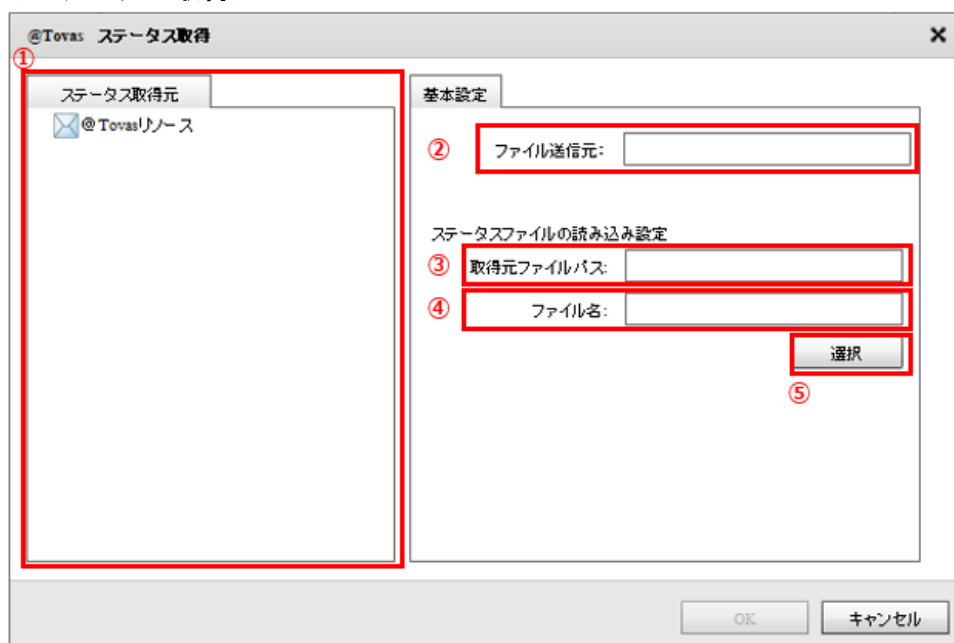 @Tovas ステータス取得
①
ステータス取得元
@Tovasリソース
基本設定
② ファイル送信元:
ステータスファイルの読み込み設定
③ 取得元ファイルパス:
④ ファイル名:
選択
⑤
OK キャンセル